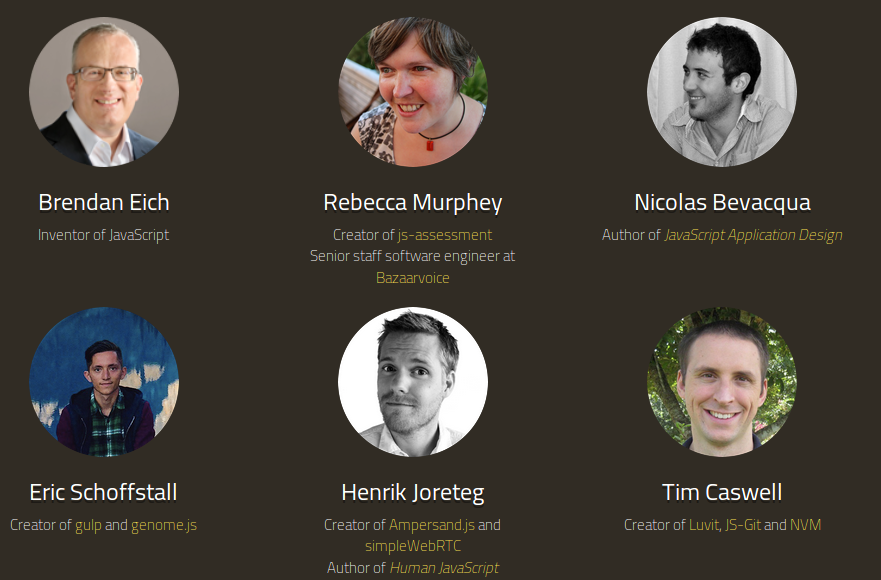 Brendan Eich
Inventor of JavaScript
Rebecca Murphey
Creator of js-assessment
Senior staff software engineer at
Bazaarvoice
Nicolas Bevacqua
Author of JavaScript Application Design
Eric Schoffstall
Creator of gulp and genome.js
Henrik Joreteg
Creator of Ampersand.js and
simpleWebRTC
Author of Human JavaScript
Tim Caswell
Creator of Luvit, JS-Git and NVM